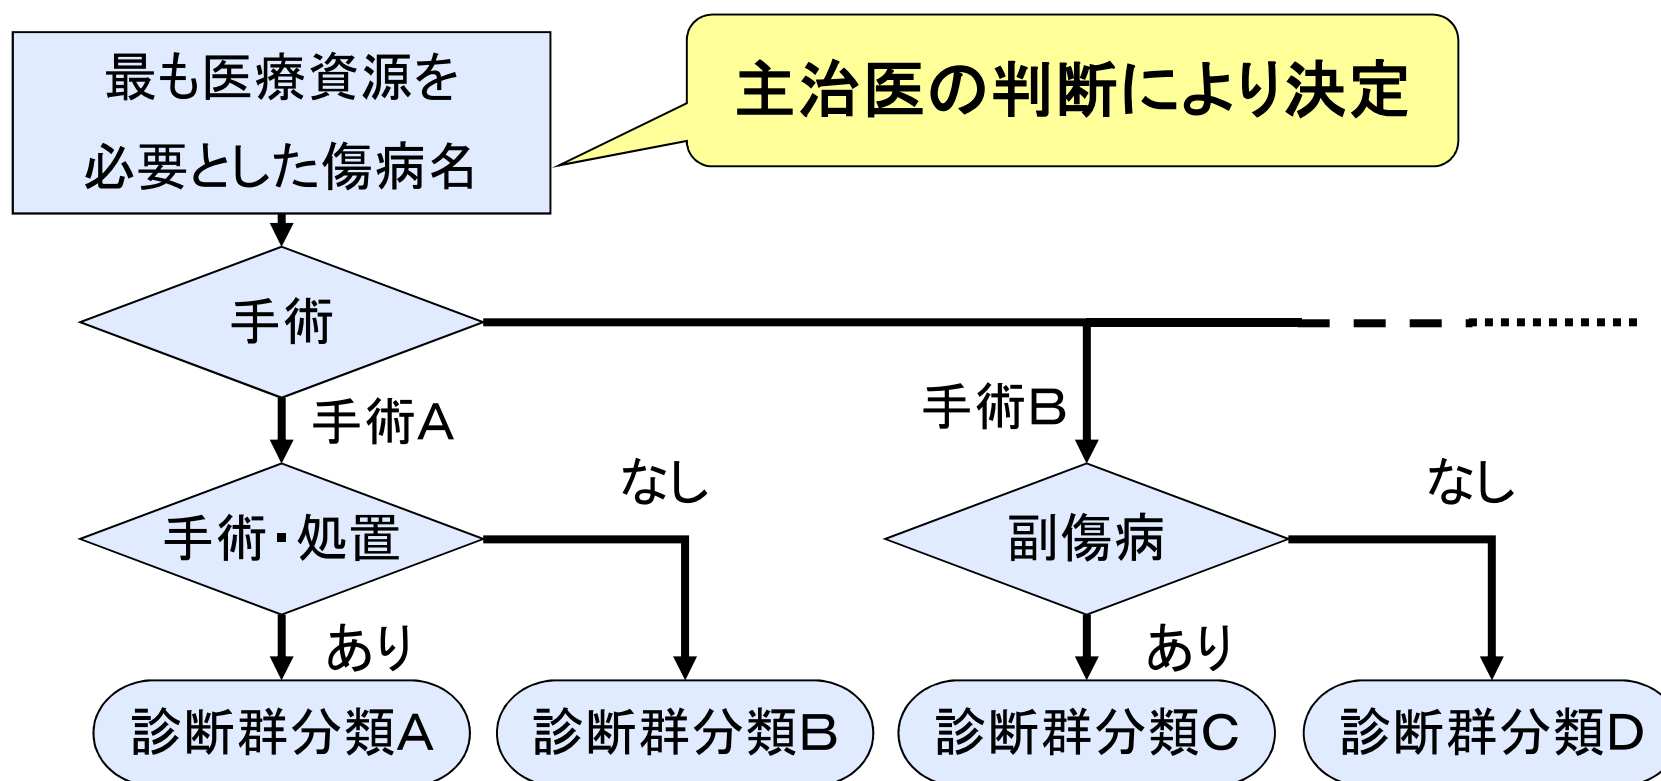 最も医療資源を
必要とした傷病名
主治医の判断により決定
手術
手術A
手術B
手術・処置
なし
副傷病
なし
あり
あり
診断群分類A
診断群分類B
診断群分類C
診断群分類D